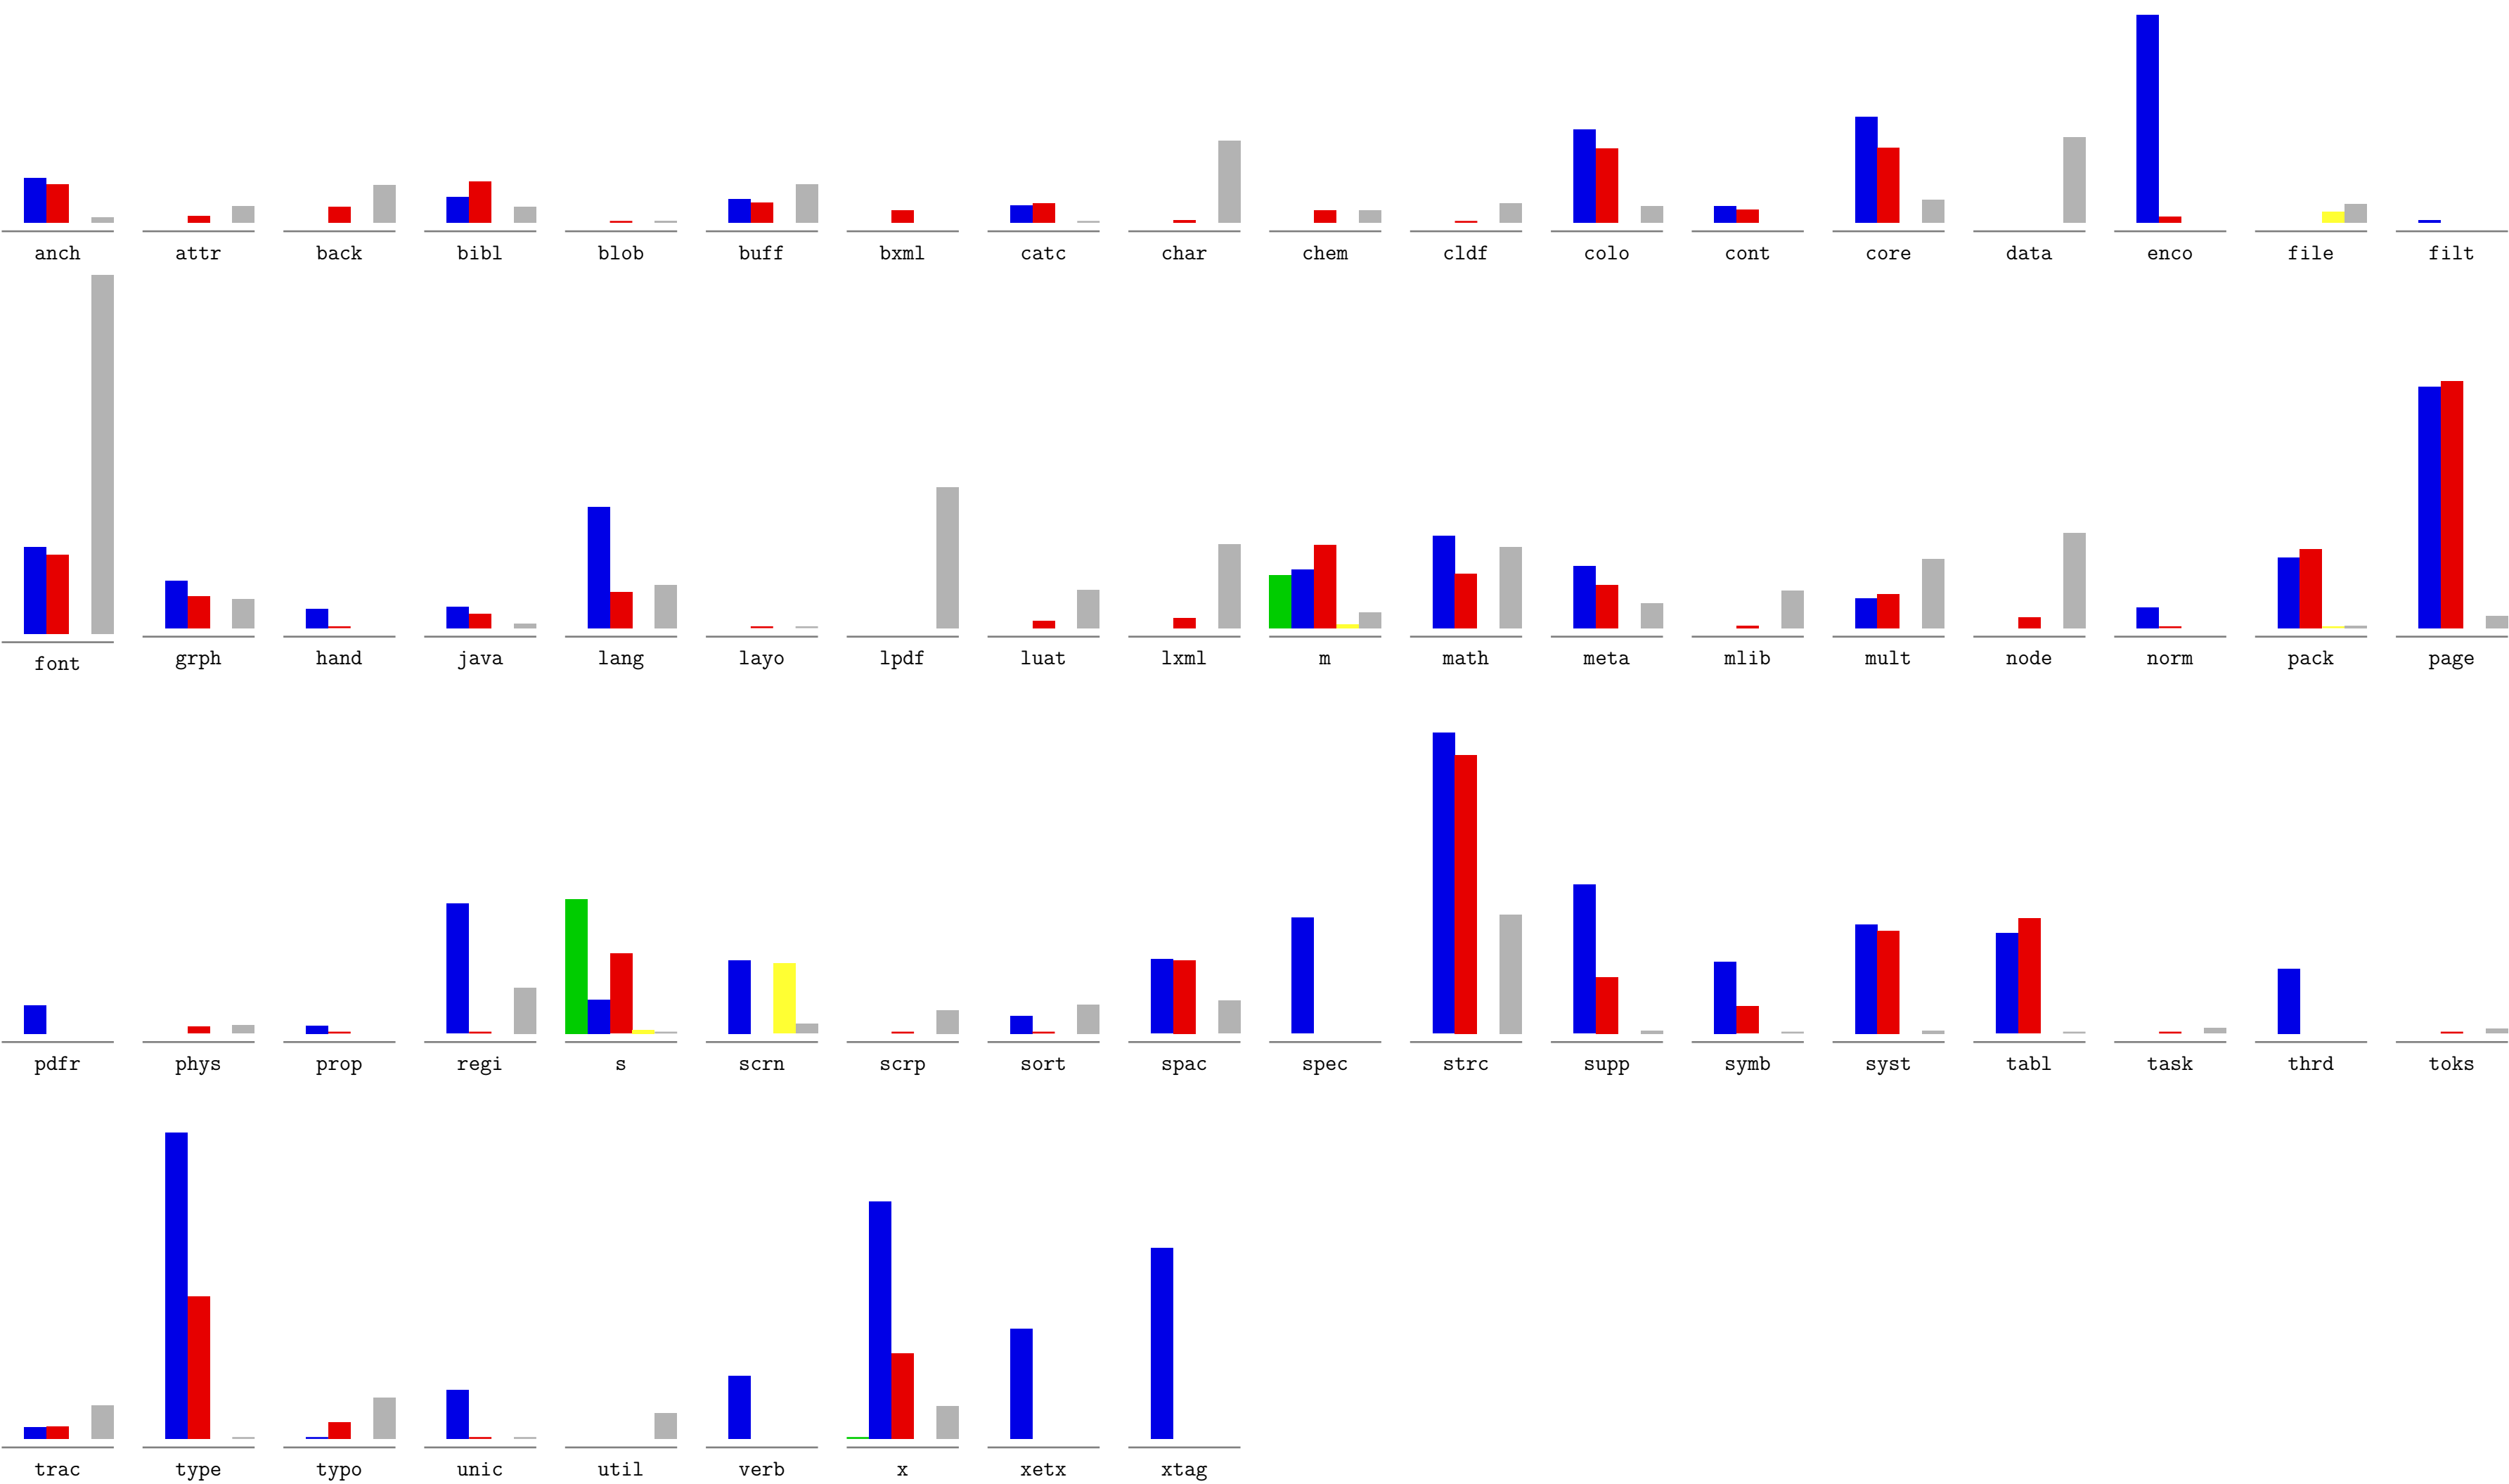 anch attr back bibl blob buff bxml catc char chem cldf colo cont core data enco file filt
font grph hand java lang layo lpdf luat lxml m math meta mlib mult node norm pack page
pdfr phys prop regi s scrn scrp sort spac spec strc supp symb syst tabl task thrd toks
trac type typo unic util verb x xetx xtag